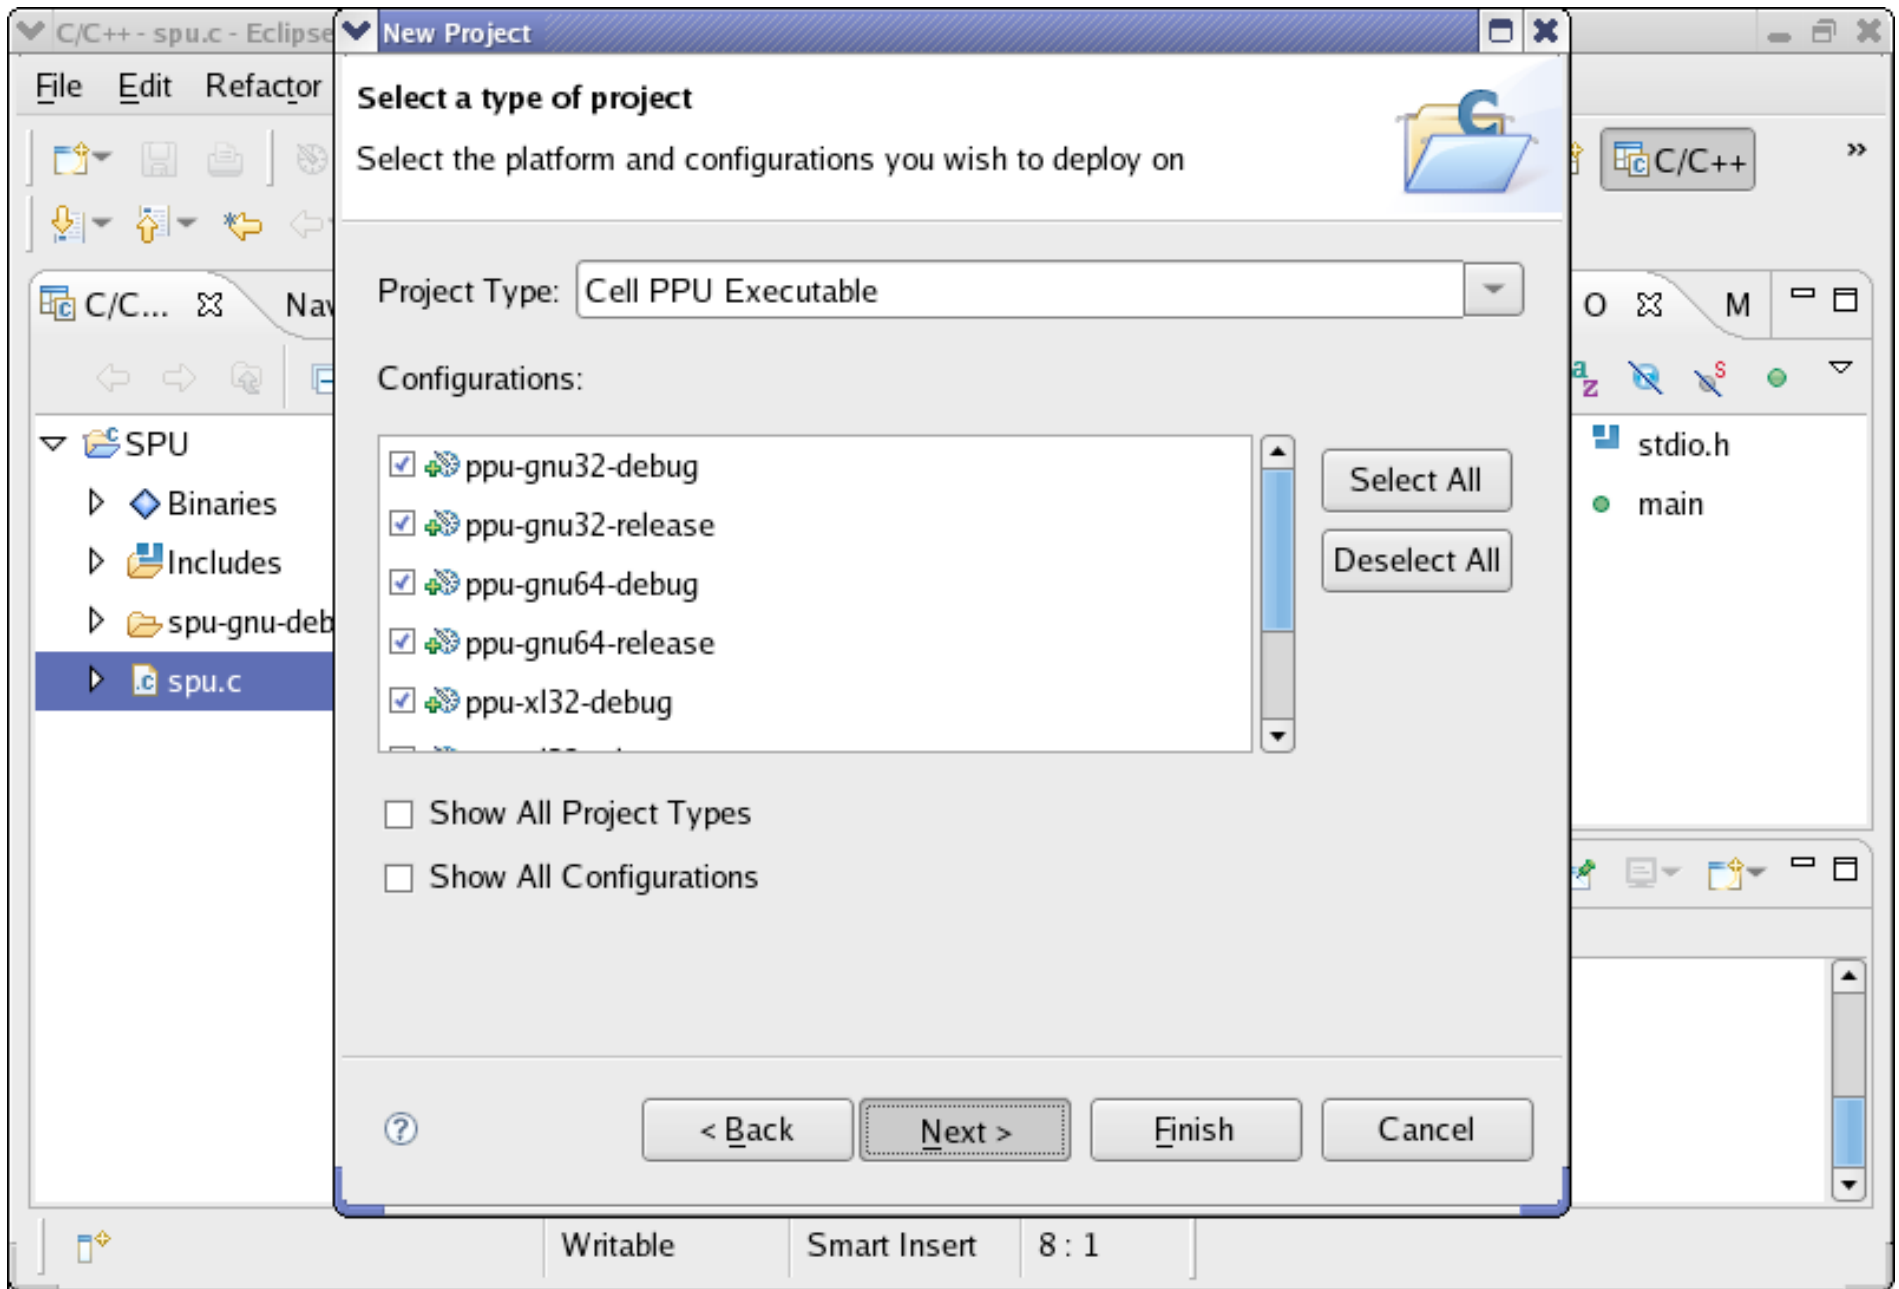 C/C++ - spu.c - Eclipse
New Project
File Edit Refactor
Select a type of project
Select the platform and configurations you wish to deploy on
C/C++
»
Project Type: Cell PPU Executable
C/C...
Configurations:
O M
SPU
Binaries
Includes
spu-gnu-deb
spu.c
ppu-gnu32-debug
ppu-gnu32-release
ppu-gnu64-debug
ppu-gnu64-release
ppu-xl32-debug
Select All
Deselect All
stdio.h
main
Show All Project Types
Show All Configurations
< Back
Next >
Finish
Cancel
Writable
Smart Insert
8 : 1